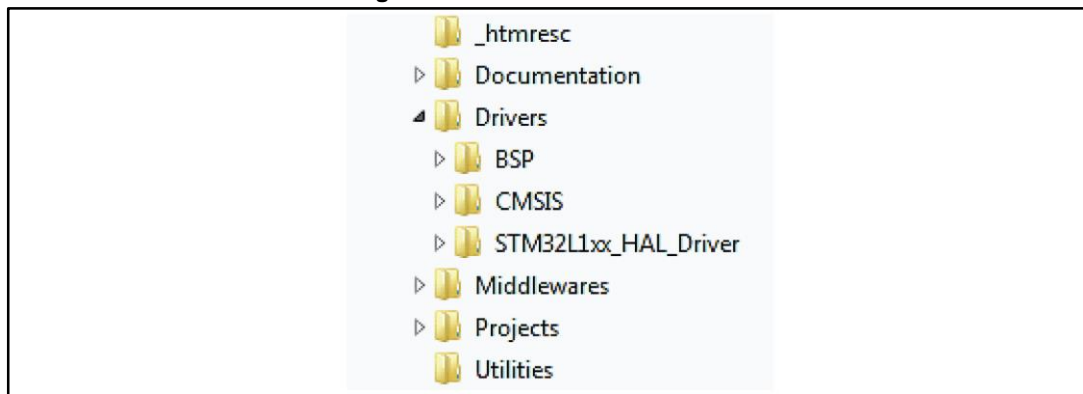 _htmresc
Documentation
Drivers
BSP
CMSIS
STM32L1xx_HAL_Driver
Middlewares
Projects
Utilities